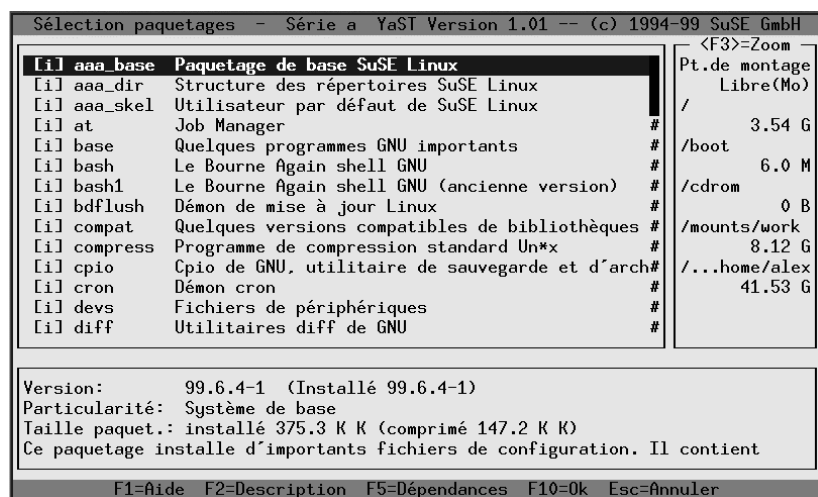 Sélection paquetages - Série a YaST Version 1.01 -- (c) 1994-99 SuSE GmbH
<F3>=Zoom
[i] aaa_base Paquetage de base SuSE Linux
[i] aaa_dir Structure des répertoires SuSE Linux
[i] aaa_skel Utilisateur par défaut de SuSE Linux
[i] at Job Manager #
[i] base Quelques programmes GNU importants #
[i] bash Le Bourne Again shell GNU #
[i] bash1 Le Bourne Again shell GNU (ancienne version) #
[i] bdflush Démon de mise à jour Linux #
[i] compat Quelques versions compatibles de bibliothèques #
[i] compress Programme de compression standard Un*x #
[i] cpio Cpio de GNU, utilitaire de sauvegarde et d´arch#
[i] cron Démon cron #
[i] devs Fichiers de périphériques #
[i] diff Utilitaires diff de GNU #
Pt.de montage
Libre(Mo)
/
3.54 G
/boot
6.0 M
/cdrom
0 B
/mounts/work
8.12 G
/...home/alex
41.53 G
Version: 99.6.4-1 (Installé 99.6.4-1)
Particularité: Système de base
Taille paquet.: installé 375.3 K K (comprimé 147.2 K K)
Ce paquetage installe d´importants fichiers de configuration. Il contient
F1=Aide F2=Description F5=Dépendances F10=Ok Esc=Annuler